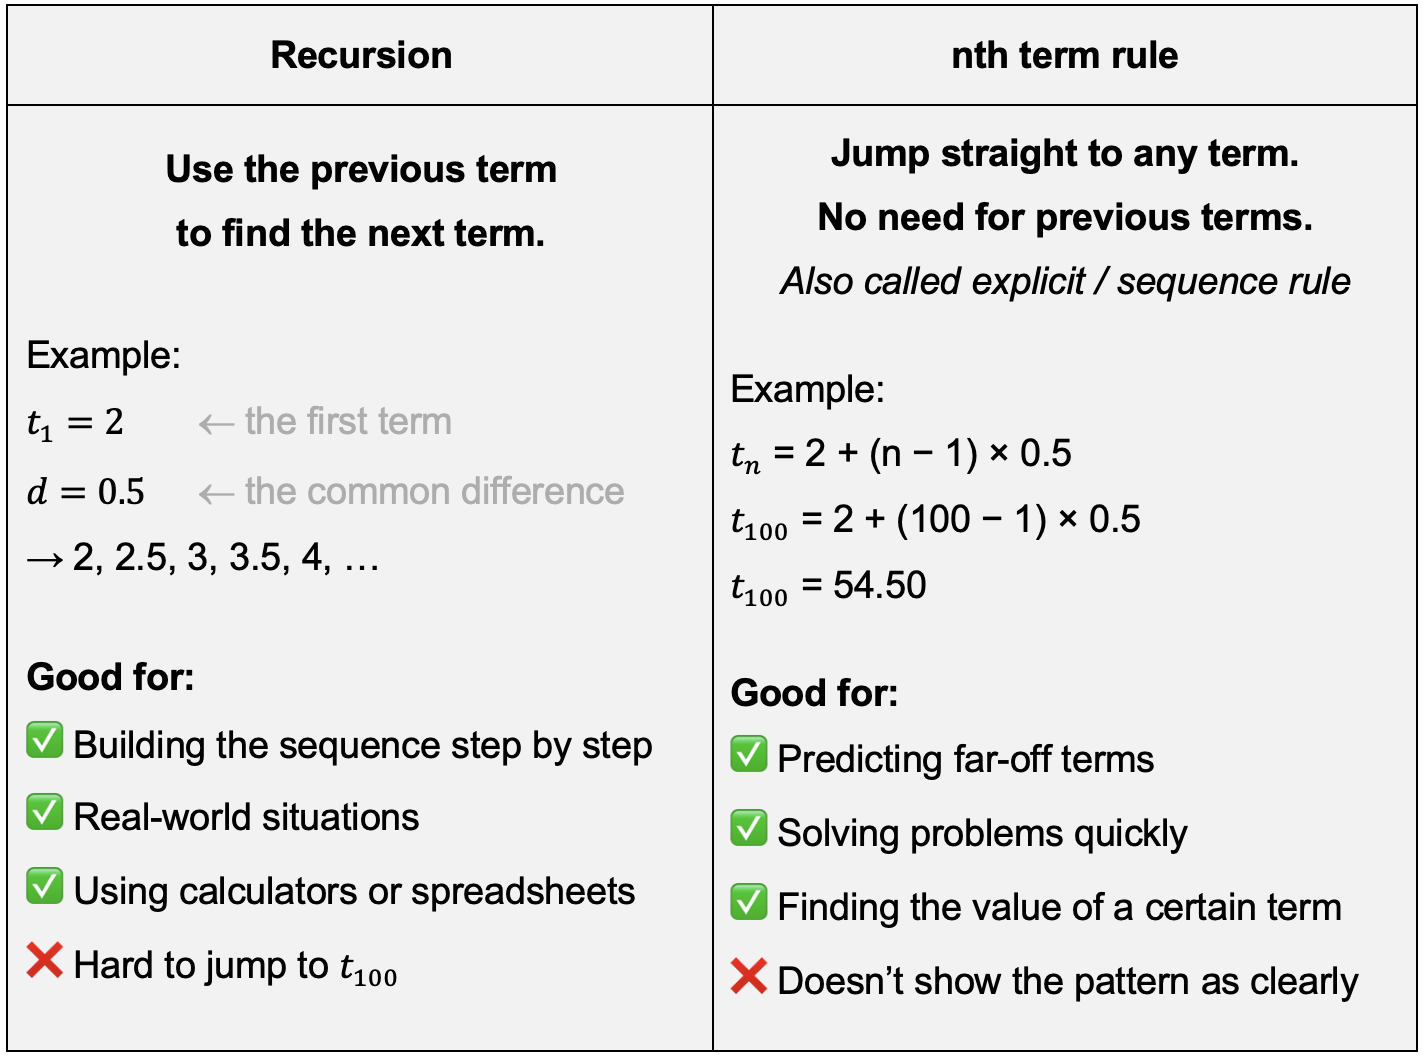 Recursion
Use the previous term
to find the next term.
Example:
t₁ = 2 ← the first term
d = 0.5 ← the common difference
→ 2, 2.5, 3, 3.5, 4, …
Good for:
✅ Building the sequence step by step
✅ Real-world situations
✅ Using calculators or spreadsheets
❌ Hard to jump to t₁₀₀
nth term rule
Jump straight to any term.
No need for previous terms.
Also called explicit / sequence rule
Example:
tₙ = 2 + (n − 1) × 0.5
t₁₀₀ = 2 + (100 − 1) × 0.5
t₁₀₀ = 54.50
Good for:
✅ Predicting far-off terms
✅ Solving problems quickly
✅ Finding the value of a certain term
❌ Doesn’t show the pattern as clearly